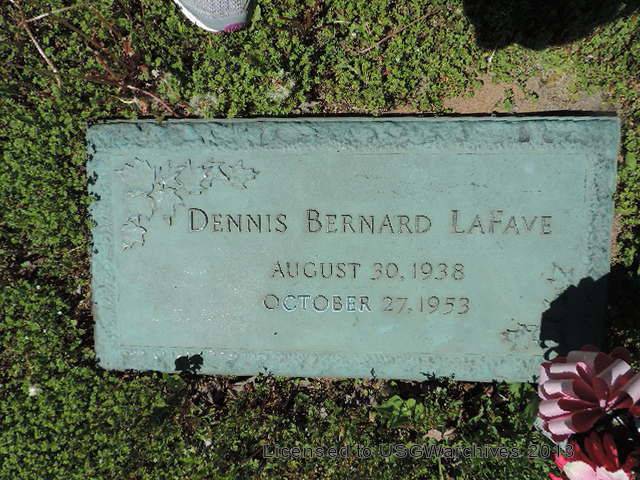 DENNIS BERNARD LAFAVE
AUGUST 30, 1938
OCTOBER 27, 1953
Licensed to USGWarchives 2013